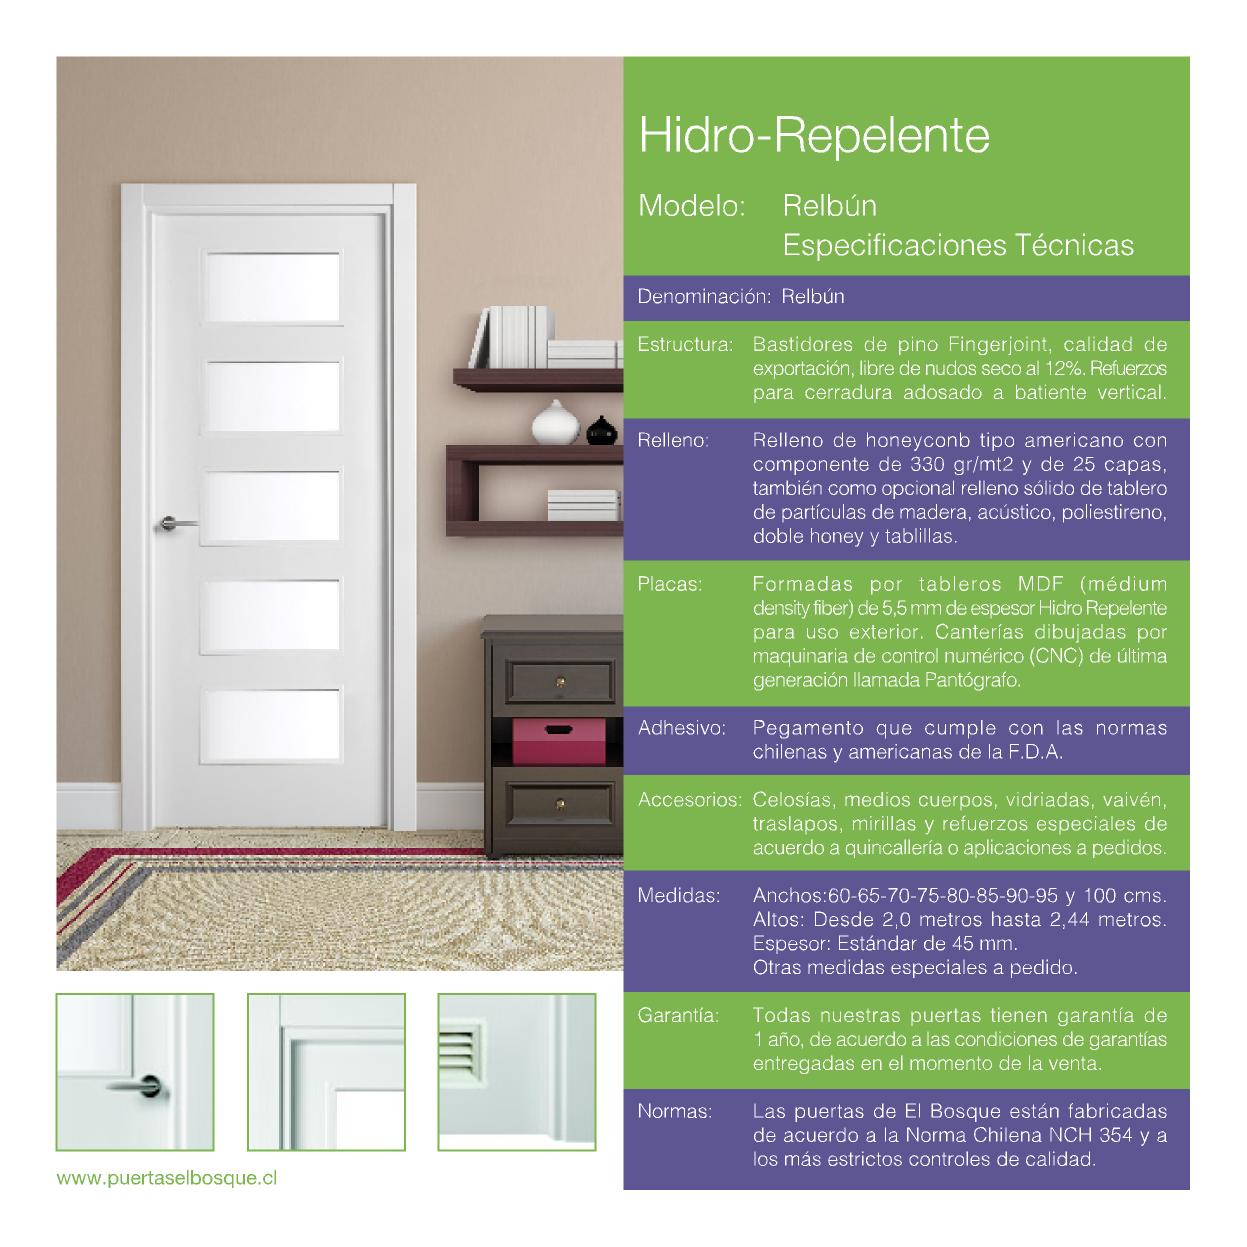 Hidro-Repelente
Modelo: Relbún
Especificaciones Técnicas
Denominación: Relbún
Estructura: Bastidores de pino Fingerjoint, calidad de
exportación, libre de nudos seco al 12%. Refuerzos
para cerradura adosado a batiente vertical.
Relleno: Relleno de honeyconb tipo americano con
componente de 330 gr/mt2 y de 25 capas,
también como opcional relleno sólido de tablero
de partículas de madera, acústico, poliestireno,
doble honey y tablillas.
Placas: Formadas por tableros MDF (médium
density fiber) de 5,5 mm de espesor Hidro Repelente
para uso exterior. Canterías dibujadas por
maquinaria de control numérico (CNC) de última
generación llamada Pantógrafo.
Adhesivo: Pegamento que cumple con las normas
chilenas y americanas de la F.D.A.
Accesorios: Celosías, medios cuerpos, vidriadas, vaivén,
traslapos, mirillas y refuerzos especiales de
acuerdo a quincallería o aplicaciones a pedidos.
Medidas: Anchos:60-65-70-75-80-85-90-95 y 100 cms.
Altos: Desde 2,0 metros hasta 2,44 metros.
Espesor: Estándar de 45 mm.
Otras medidas especiales a pedido.
Garantía: Todas nuestras puertas tienen garantía de
1 año, de acuerdo a las condiciones de garantías
entregadas en el momento de la venta.
Normas: Las puertas de El Bosque están fabricadas
de acuerdo a la Norma Chilena NCH 354 y a
los más estrictos controles de calidad.
www.puertaselbosque.cl